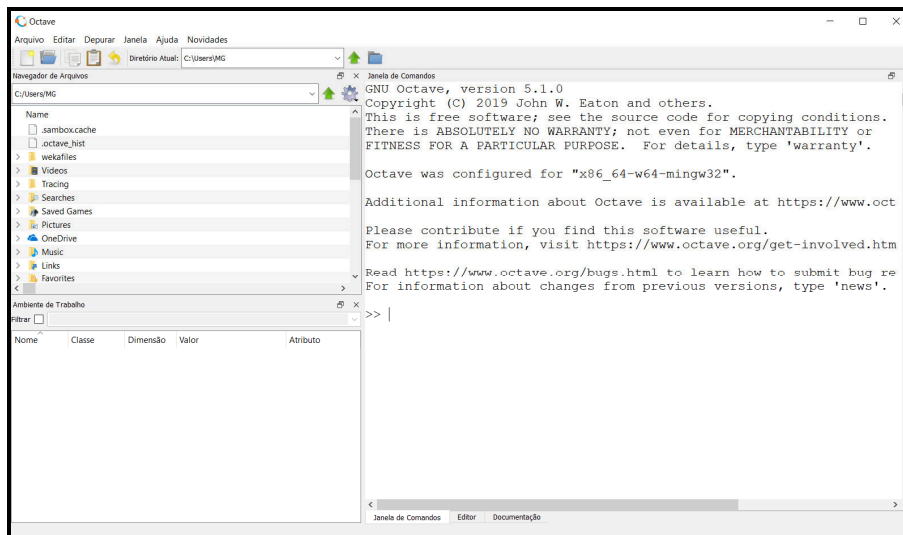 Octave
Arquivo Editar Depurar Janela Ajuda Novidades
Diretório Atual: C:\Users\MG
Navegador de Arquivos
C:/Users/MG
Name
.sambox.cache
.octave_hist
wekafiles
Videos
Tracing
Searches
Saved Games
Pictures
OneDrive
Music
Links
Favorites
Ambiente de Trabalho
Filtrar
Nome Classe Dimensão Valor Atributo
Janela de Comandos
GNU Octave, version 5.1.0
Copyright (C) 2019 John W. Eaton and others.
This is free software; see the source code for copying conditions.
There is ABSOLUTELY NO WARRANTY; not even for MERCHANTABILITY or
FITNESS FOR A PARTICULAR PURPOSE. For details, type 'warranty'.
Octave was configured for "x86_64-w64-mingw32".
Additional information about Octave is available at https://www.oct
Please contribute if you find this software useful.
For more information, visit https://www.octave.org/get-involved.htm
Read https://www.octave.org/bugs.html to learn how to submit bug re
For information about changes from previous versions, type 'news'.
>>
Janela de Comandos Editor Documentação